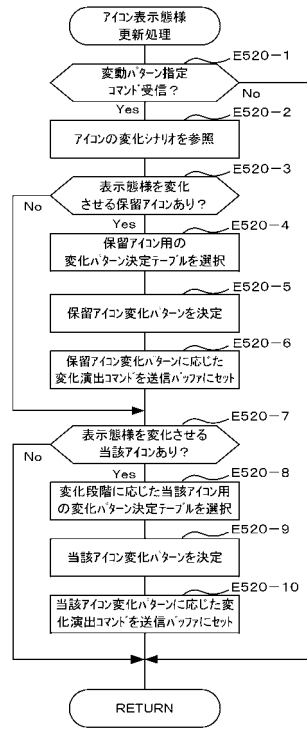 アイコン表示態様
更新処理
E520-1
変動パターン指定
コマンド受信?
No
Yes
E520-2
アイコンの変化シナリオを参照
E520-3
表示態様を変化
させる保留アイコンあり?
No
Yes
E520-4
保留アイコン用の
変化パターン決定テーブルを選択
E520-5
保留アイコン変化パターンを決定
E520-6
保留アイコン変化パターンに応じた
変化演出コマンドを送信バッファにセット
E520-7
表示態様を変化させる
当該アイコンあり?
No
Yes
E520-8
変化段階に応じた当該アイコン用
の変化パターン決定テーブルを選択
E520-9
当該アイコン変化パターンを決定
E520-10
当該アイコン変化パターンに応じた変
化演出コマンドを送信バッファにセット
RETURN